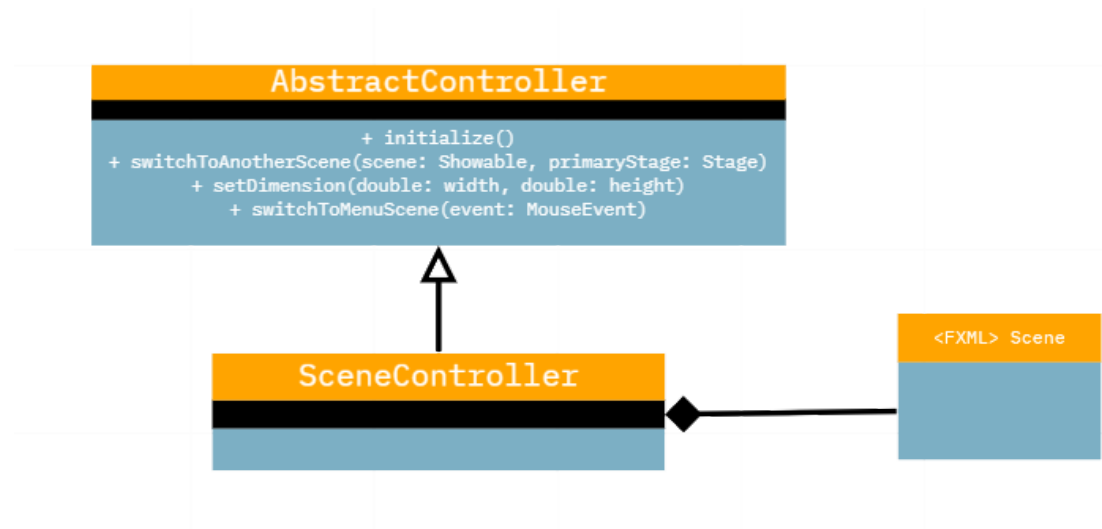 AbstractController
+ initialize()
+ switchToAnotherScene(scene: Showable, primaryStage: Stage)
+ setDimension(double: width, double: height)
+ switchToMenuScene(event: MouseEvent)
SceneController
<FXML> Scene